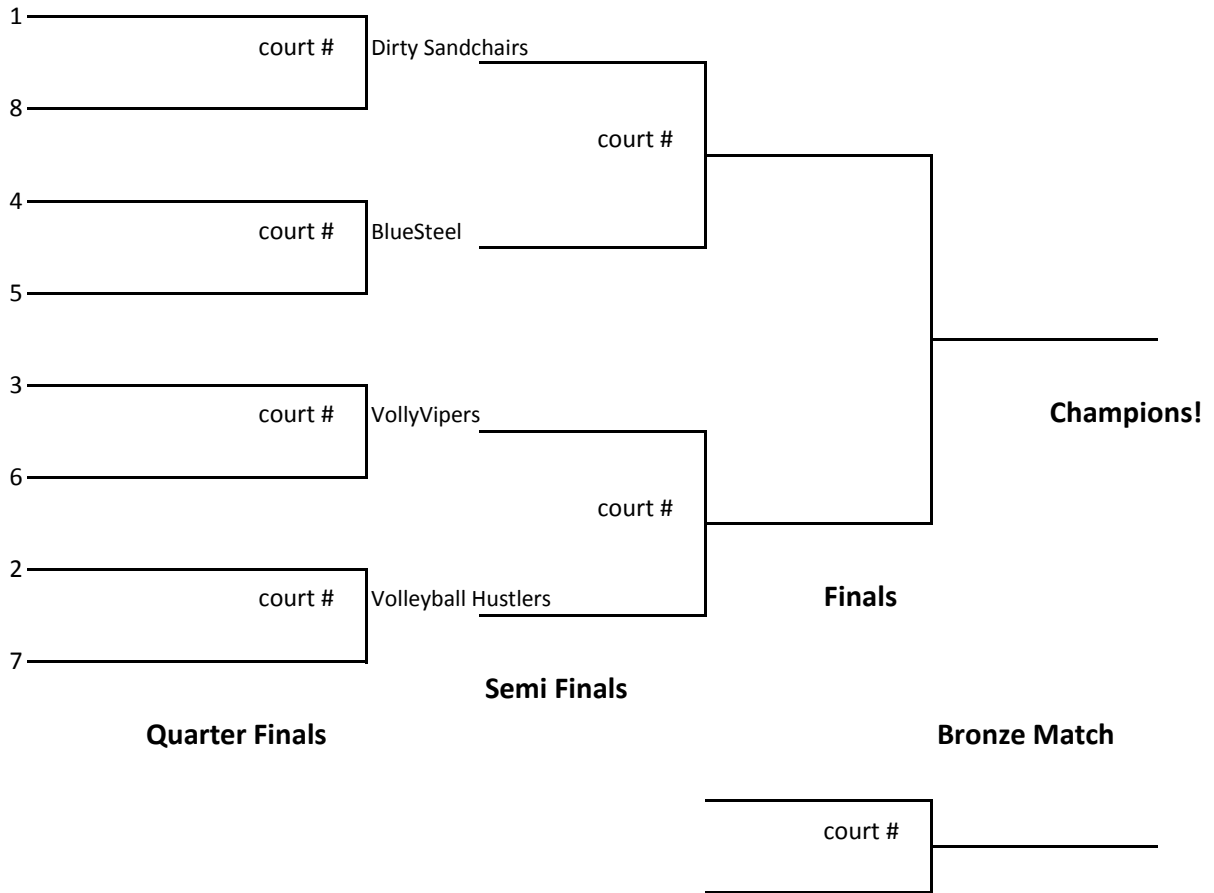 1
court # Dirty Sandchairs
8
court #
4
court # BlueSteel
5
3
court # VollyVipers
Champions!
6
court #
2
court # Volleyball Hustlers
Finals
7
Semi Finals
Quarter Finals
Bronze Match
court #